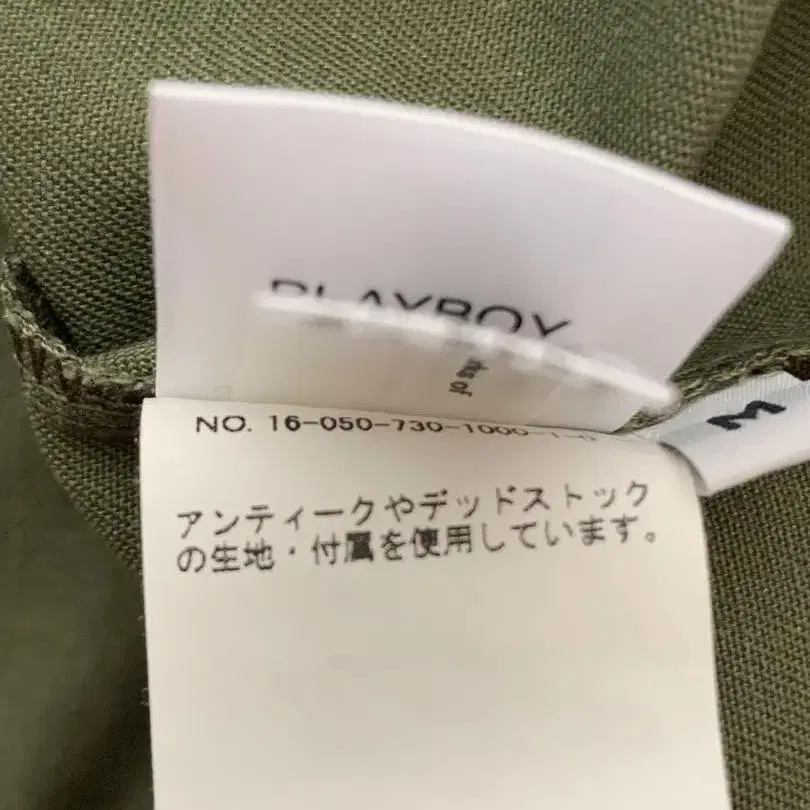 PLAYBOY
NO. 16-050-730-1000-1-0
M
アンティークやデッドストック
の生地・付属を使用しています。